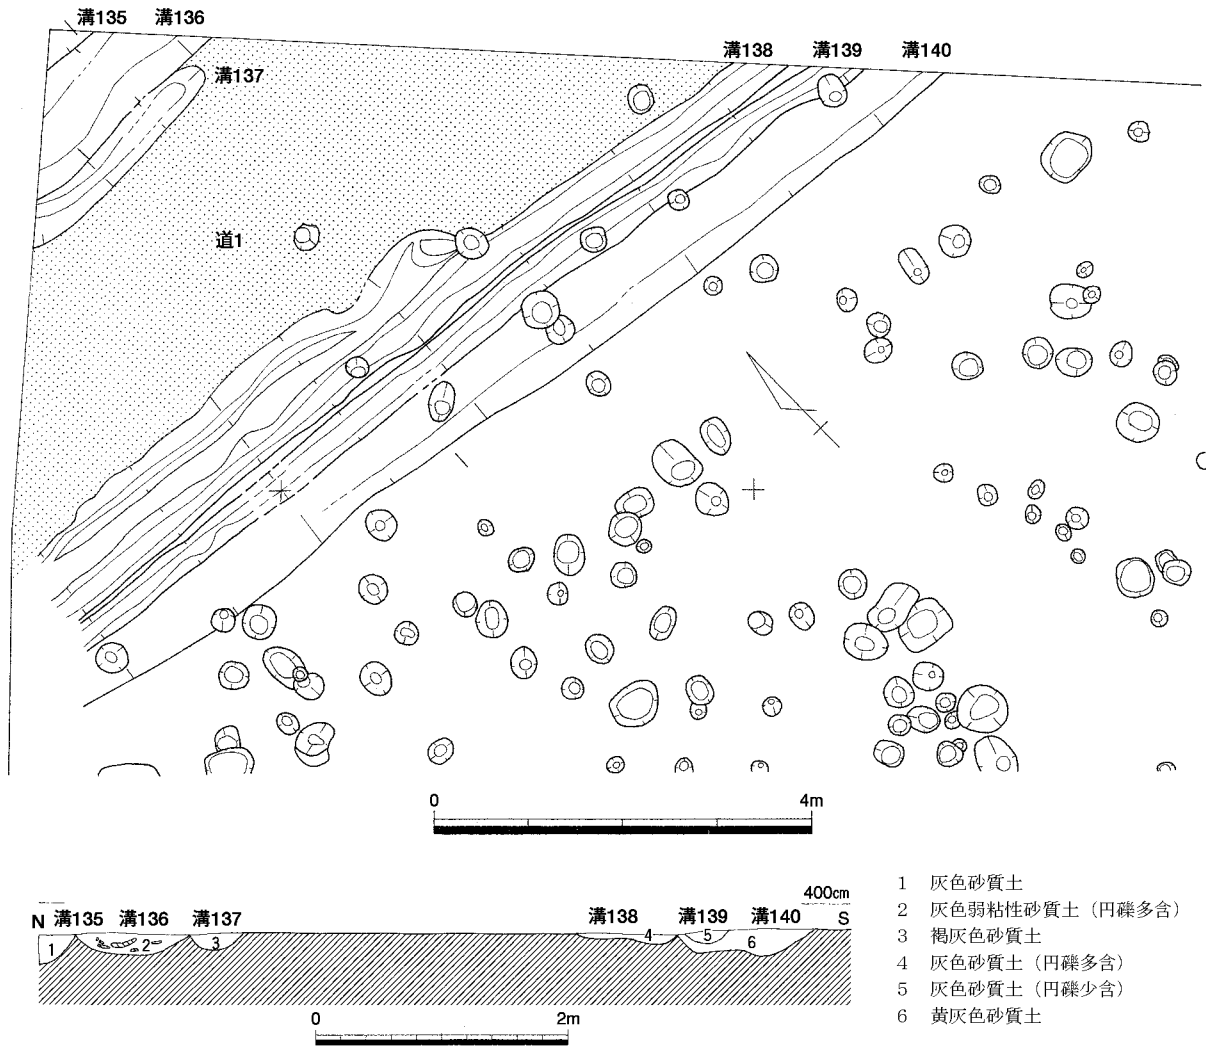 溝135 溝136
溝137
溝138 溝139 溝140
道1
0 4m
400cm
N 溝135 溝136 溝137 溝138 溝139 溝140 S
1 2 3 4 5 6
0 2m
1 灰色砂質土
2 灰色弱粘性砂質土（円礫多含）
3 褐灰色砂質土
4 灰色砂質土（円礫多含）
5 灰色砂質土（円礫少含）
6 黄灰色砂質土